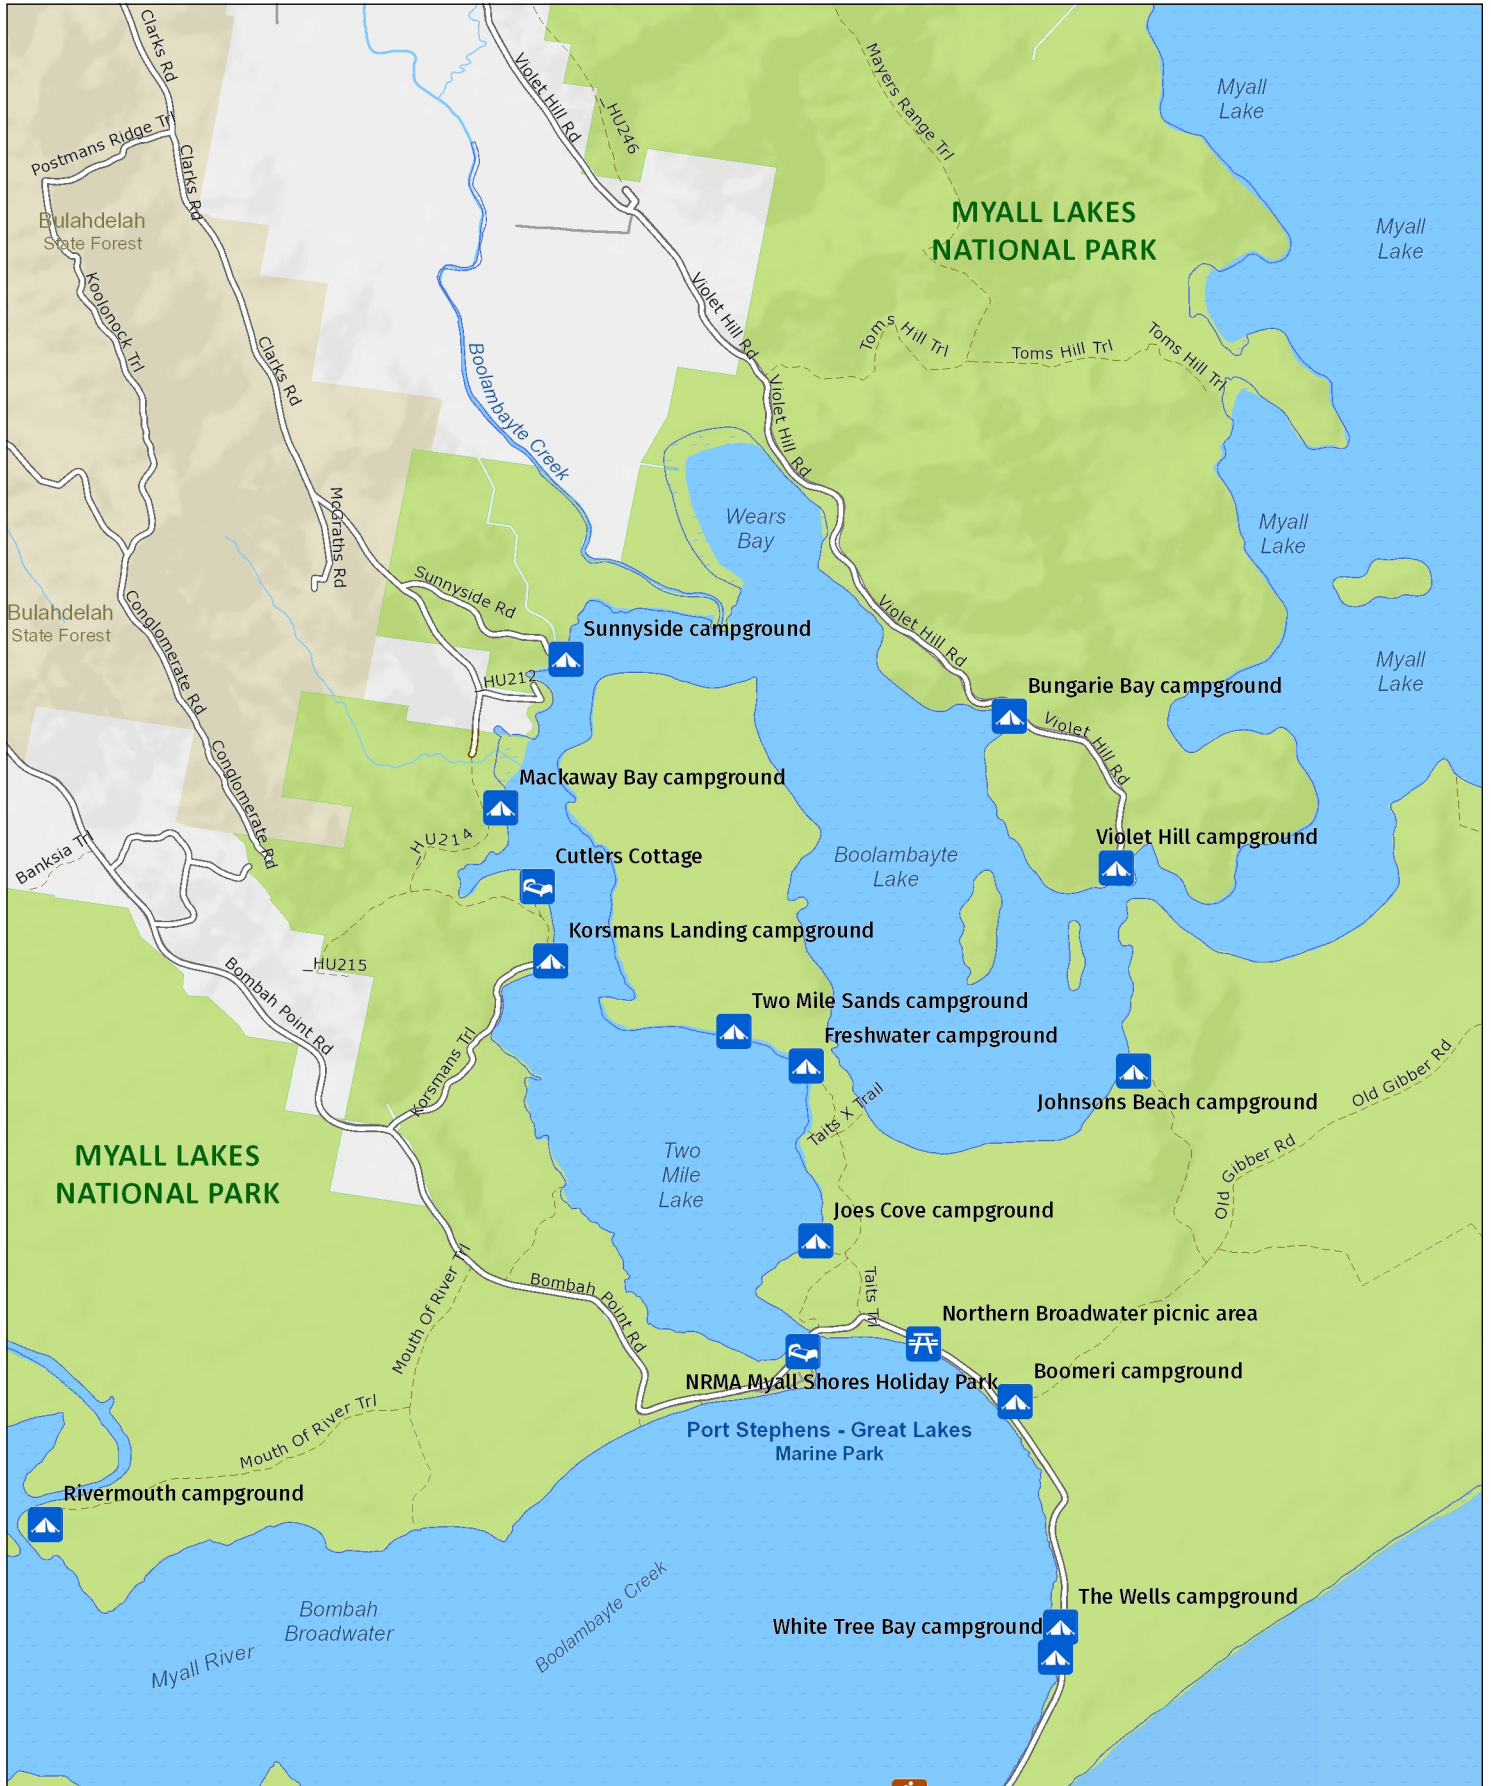 Clarks Rd
Violet Hill Rd
HU246
Mayers Range Trl
Myall
Lake
Postmans Ridge Trl
Clarks Rd
Bulahdelah
State Forest
MYALL LAKES
NATIONAL PARK
Myall
Lake
Koolonock Trl
Violet Hill Rd
Clarks Rd
Boolambayte Creek
Toms Hill Trl
Toms Hill Trl
Toms Hill Trl
Violet Hill Rd
McGraths Rd
Wears
Bay
Myall
Lake
Sunnyside Rd
Bulahdelah
State Forest
Conglomerate Rd
Sunnyside campground
Violet Hill Rd
Myall
Lake
HU212
Bungarie Bay campground
Violet Hill Rd
Conglomerate Rd
Mackaway Bay campground
HU214
Banksia Trl
Cutlers Cottage
Boolambayte
Lake
Violet Hill campground
Korsmans Landing campground
HU215
Bombah Point Rd
Two Mile Sands campground
Freshwater campground
Korsmans Trl
Taits X Trail
Johnsons Beach campground
Old Gibber Rd
MYALL LAKES
NATIONAL PARK
Two
Mile
Lake
Old Gibber Rd
Joes Cove campground
Mouth Of River Trl
Bombah Point Rd
Taits Trl
Northern Broadwater picnic area
NRMA Myall Shores Holiday Park
Boomeri campground
Port Stephens - Great Lakes
Marine Park
Mouth Of River Trl
Rivermouth campground
Bombah
Broadwater
Boolambayte Creek
Myall River
The Wells campground
White Tree Bay campground